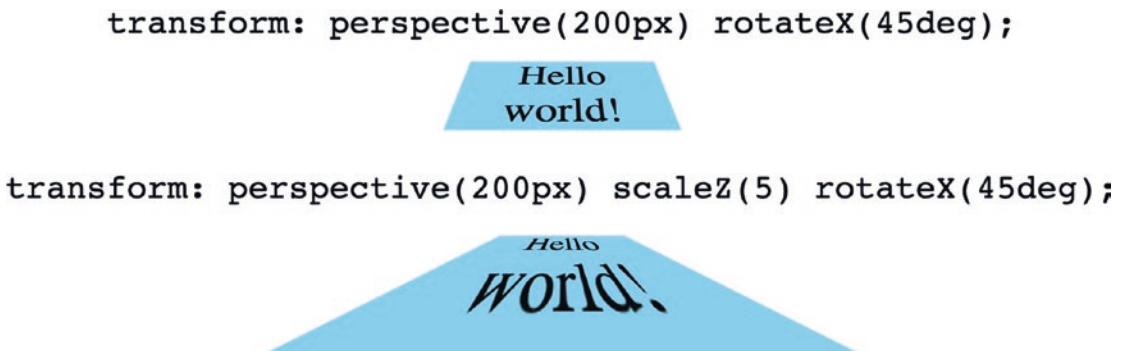 transform: perspective(200px) rotateX(45deg);
Hello
world!
transform: perspective(200px) scaleZ(5) rotateX(45deg);
Hello
world!